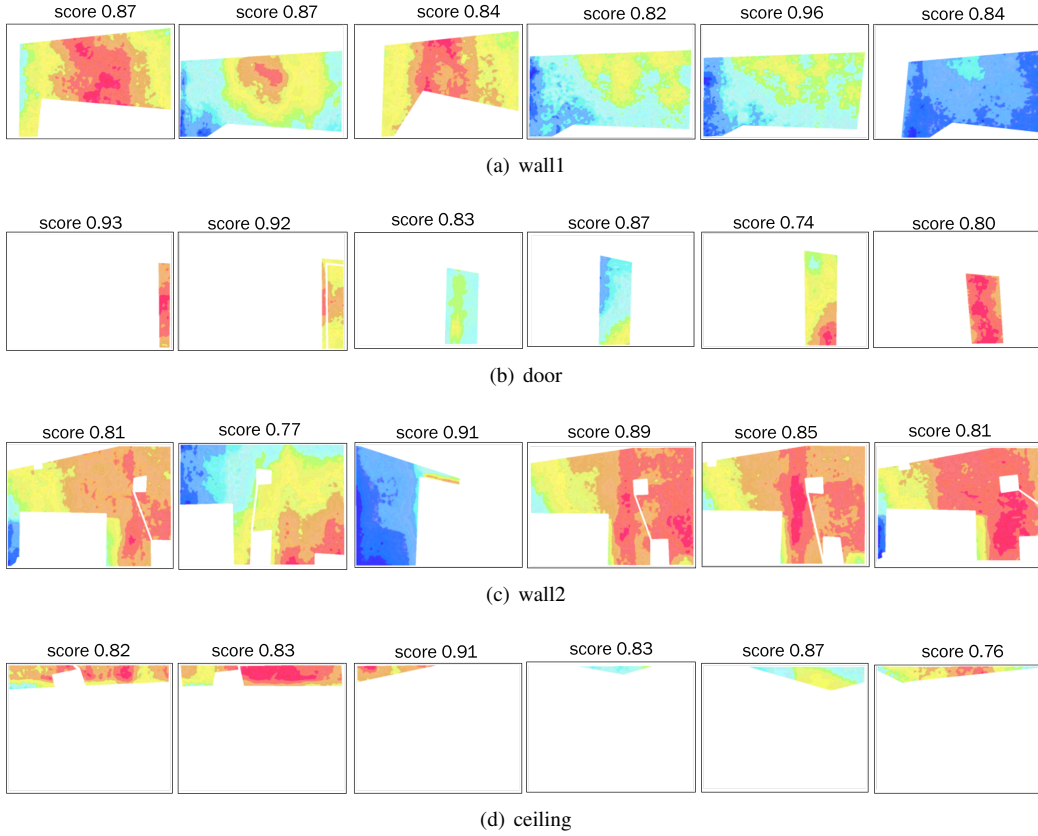 score 0.87 score 0.87 score 0.84 score 0.82 score 0.96 score 0.84
(a) wall1
score 0.93 score 0.92 score 0.83 score 0.87 score 0.74 score 0.80
(b) door
score 0.81 score 0.77 score 0.91 score 0.89 score 0.85 score 0.81
(c) wall2
score 0.82 score 0.83 score 0.91 score 0.83 score 0.87 score 0.76
(d) ceiling